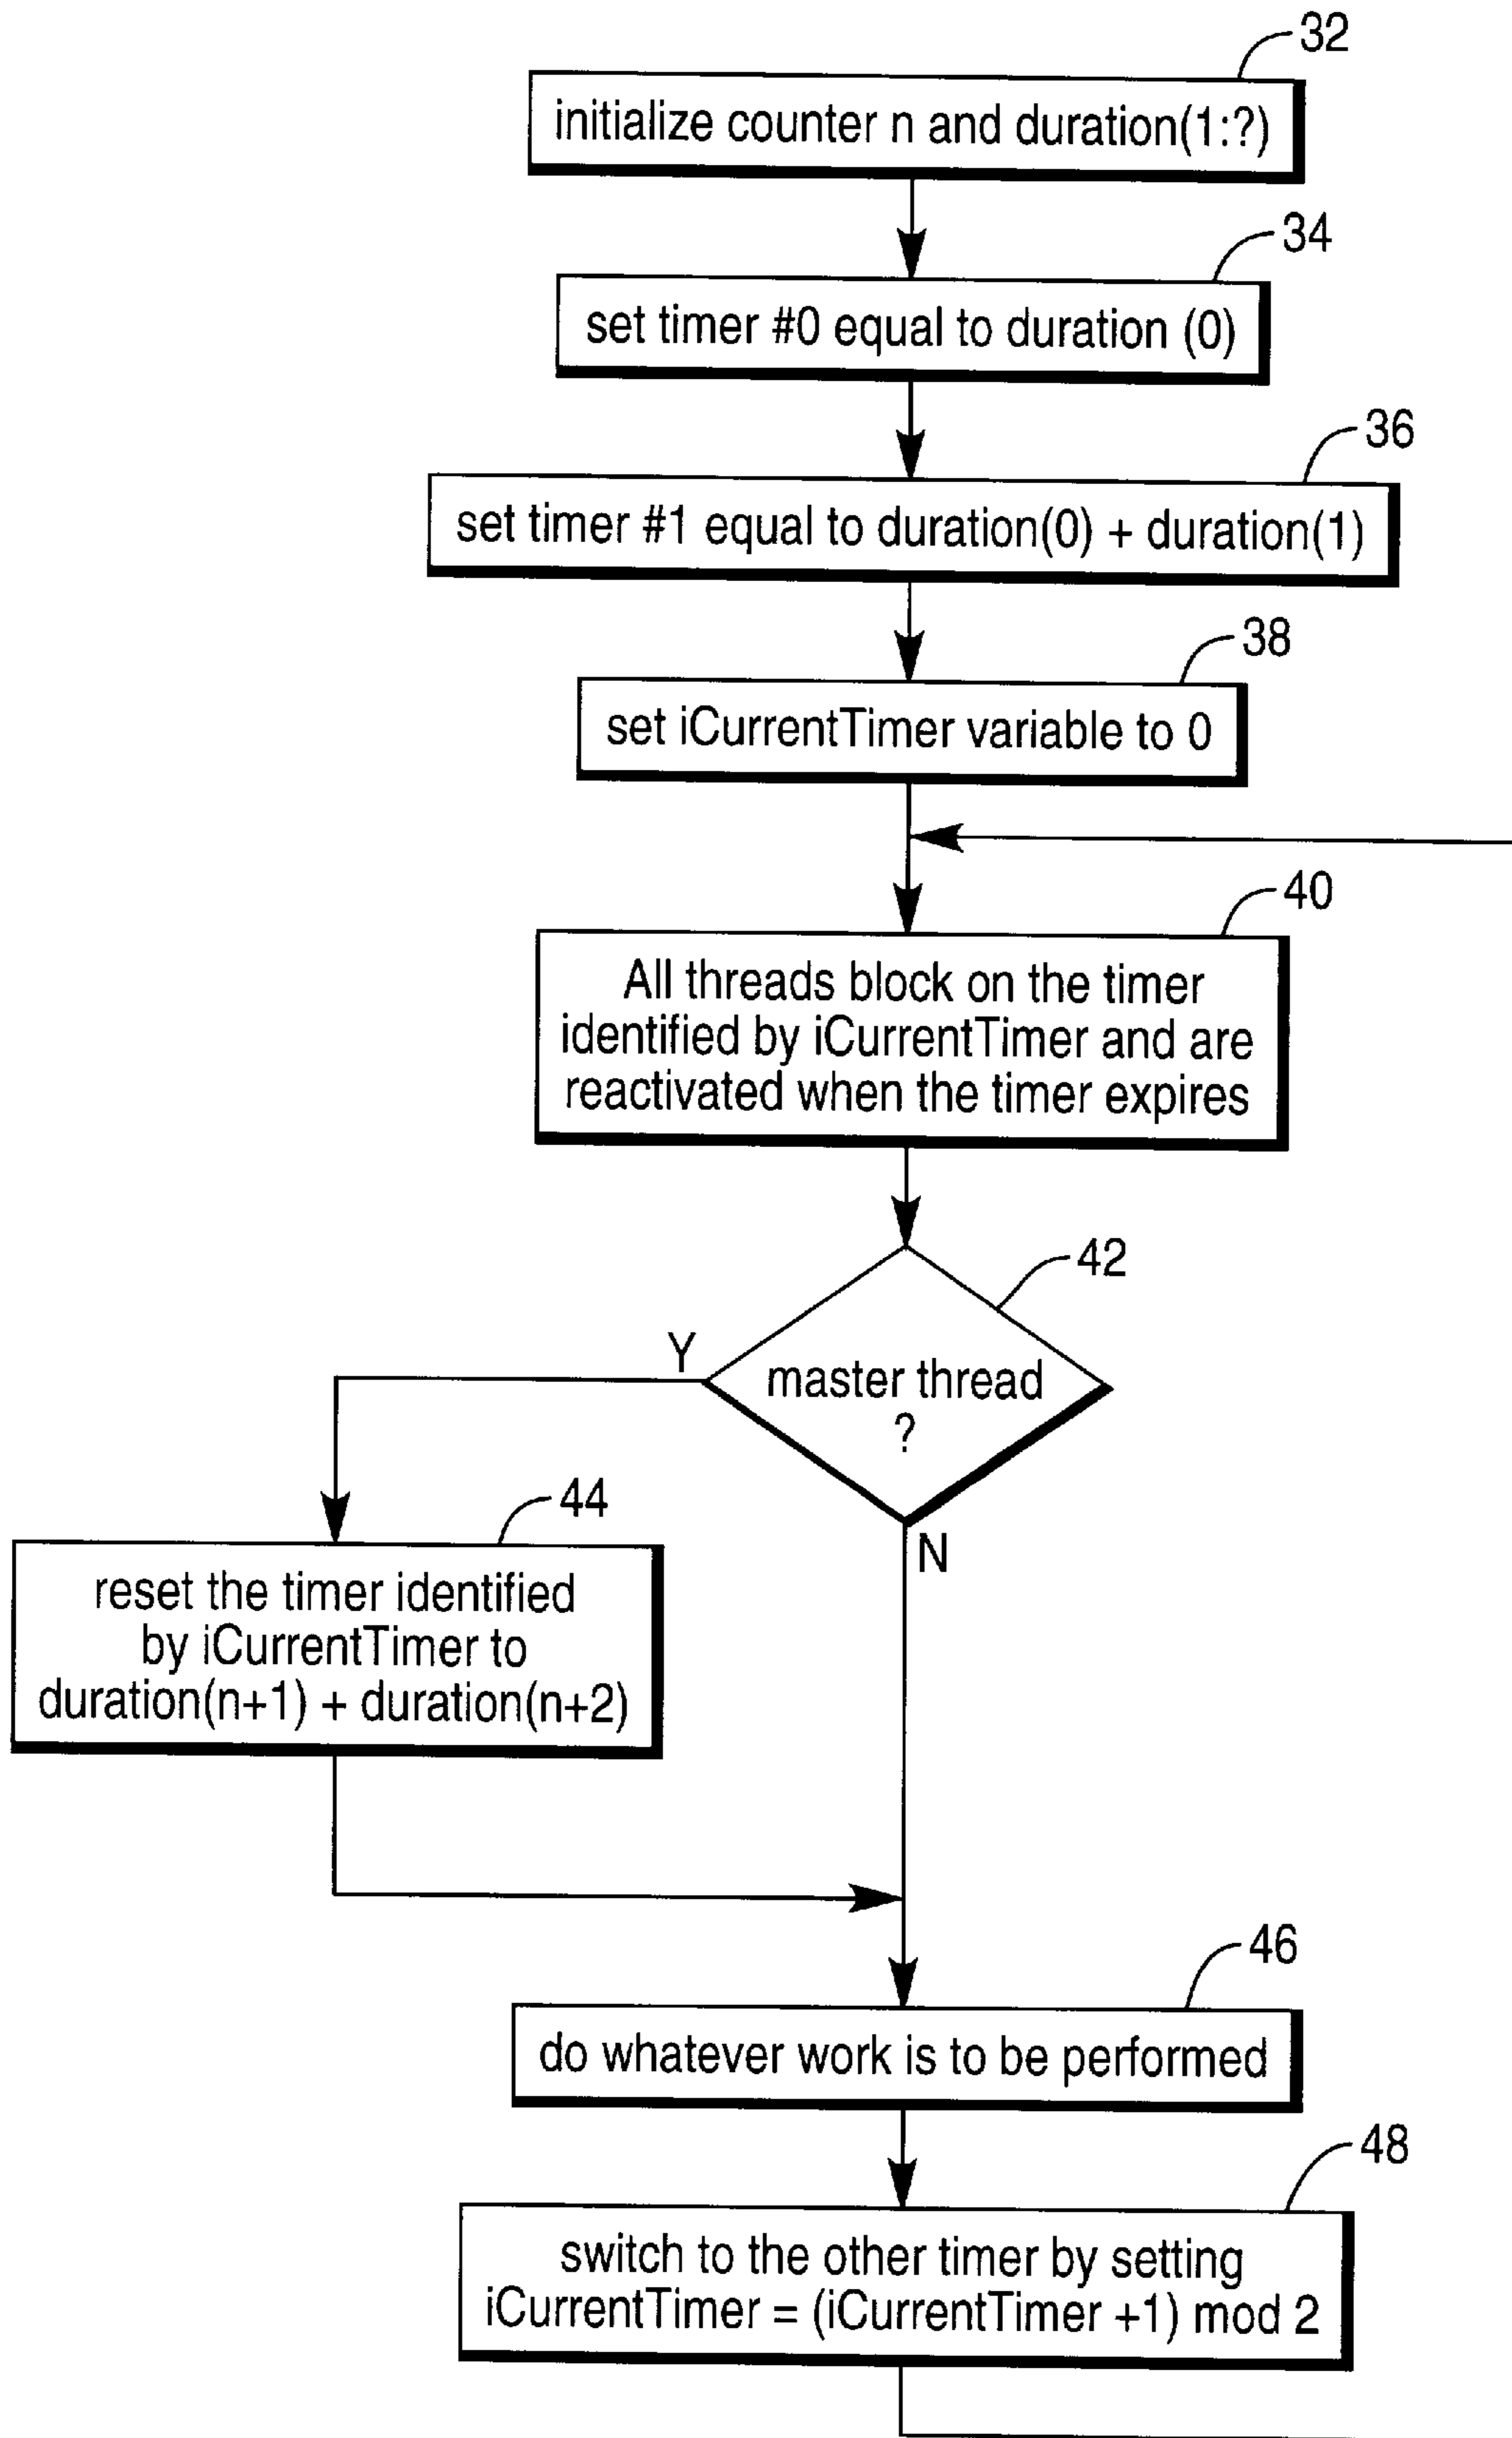 32
initialize counter n and duration(1:?)
34
set timer #0 equal to duration (0)
36
set timer #1 equal to duration(0) + duration(1)
38
set iCurrentTimer variable to 0
40
All threads block on the timer
identified by iCurrentTimer and are
reactivated when the timer expires
42
Y
master thread
?
N
44
reset the timer identified
by iCurrentTimer to
duration(n+1) + duration(n+2)
46
do whatever work is to be performed
48
switch to the other timer by setting
iCurrentTimer = (iCurrentTimer +1) mod 2